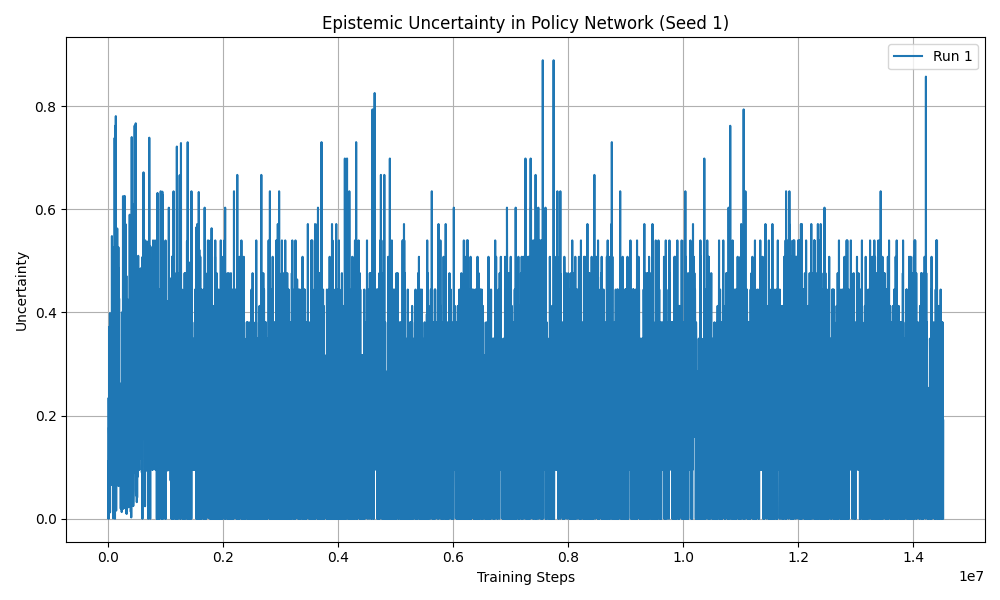 Epistemic Uncertainty in Policy Network (Seed 1)
Run 1
Uncertainty
0.8
0.6
0.4
0.2
0.0
0.0 0.2 0.4 0.6 0.8 1.0 1.2 1.4
1e7
Training Steps